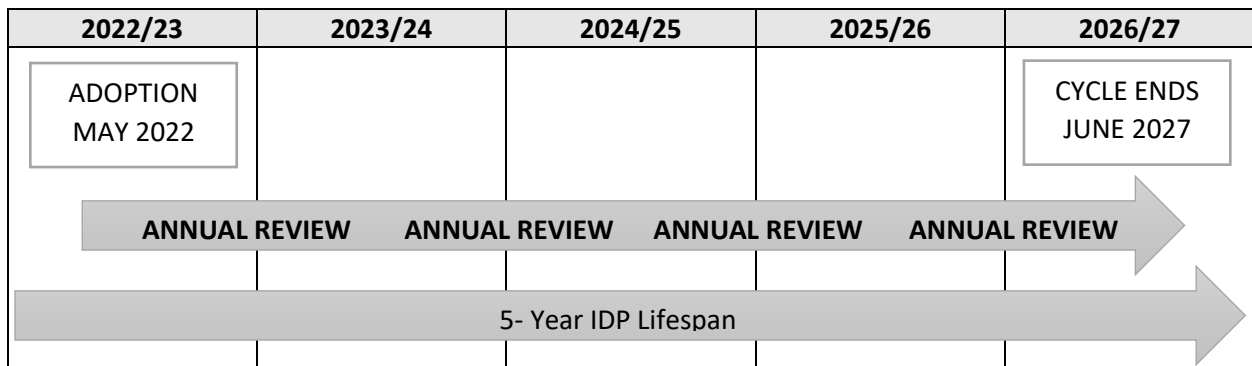 2022/23 2023/24 2024/25 2025/26 2026/27
ADOPTION
MAY 2022
CYCLE ENDS
JUNE 2027
ANNUAL REVIEW ANNUAL REVIEW ANNUAL REVIEW ANNUAL REVIEW
5- Year IDP Lifespan